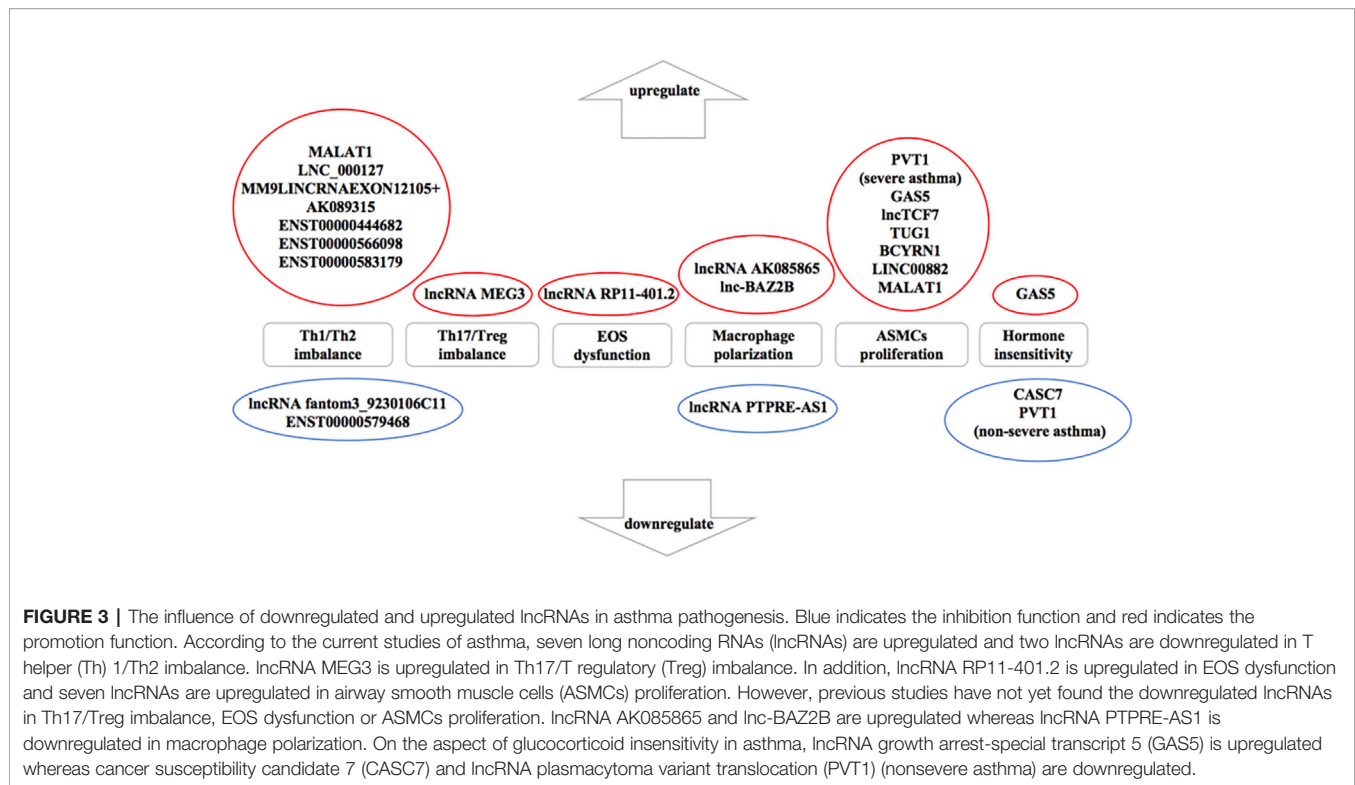 upregulate
MALAT1
LNC_000127
MM9LINCRNAEXON12105+
AK089315
ENST00000444682
ENST00000566098
ENST00000583179
lncRNA MEG3
lncRNA RP11-401.2
lncRNA AK085865
lnc-BAZ2B
PVT1
(severe asthma)
GAS5
lncTCF7
TUG1
BCYRN1
LINC00882
MALAT1
GAS5
Th1/Th2
imbalance
Th17/Treg
imbalance
EOS
dysfunction
Macrophage
polarization
ASMCs
proliferation
Hormone
insensitivity
lncRNA fantom3_9230106C11
ENST00000579468
lncRNA PTPRE-AS1
CASC7
PVT1
(non-severe asthma)
downregulate
FIGURE 3 | The influence of downregulated and upregulated lncRNAs in asthma pathogenesis. Blue indicates the inhibition function and red indicates the
promotion function. According to the current studies of asthma, seven long noncoding RNAs (lncRNAs) are upregulated and two lncRNAs are downregulated in T
helper (Th) 1/Th2 imbalance. lncRNA MEG3 is upregulated in Th17/T regulatory (Treg) imbalance. In addition, lncRNA RP11-401.2 is upregulated in EOS dysfunction
and seven lncRNAs are upregulated in airway smooth muscle cells (ASMCs) proliferation. However, previous studies have not yet found the downregulated lncRNAs
in Th17/Treg imbalance, EOS dysfunction or ASMCs proliferation. lncRNA AK085865 and lnc-BAZ2B are upregulated whereas lncRNA PTPRE-AS1 is
downregulated in macrophage polarization. On the aspect of glucocorticoid insensitivity in asthma, lncRNA growth arrest-special transcript 5 (GAS5) is upregulated
whereas cancer susceptibility candidate 7 (CASC7) and lncRNA plasmacytoma variant translocation (PVT1) (nonsevere asthma) are downregulated.